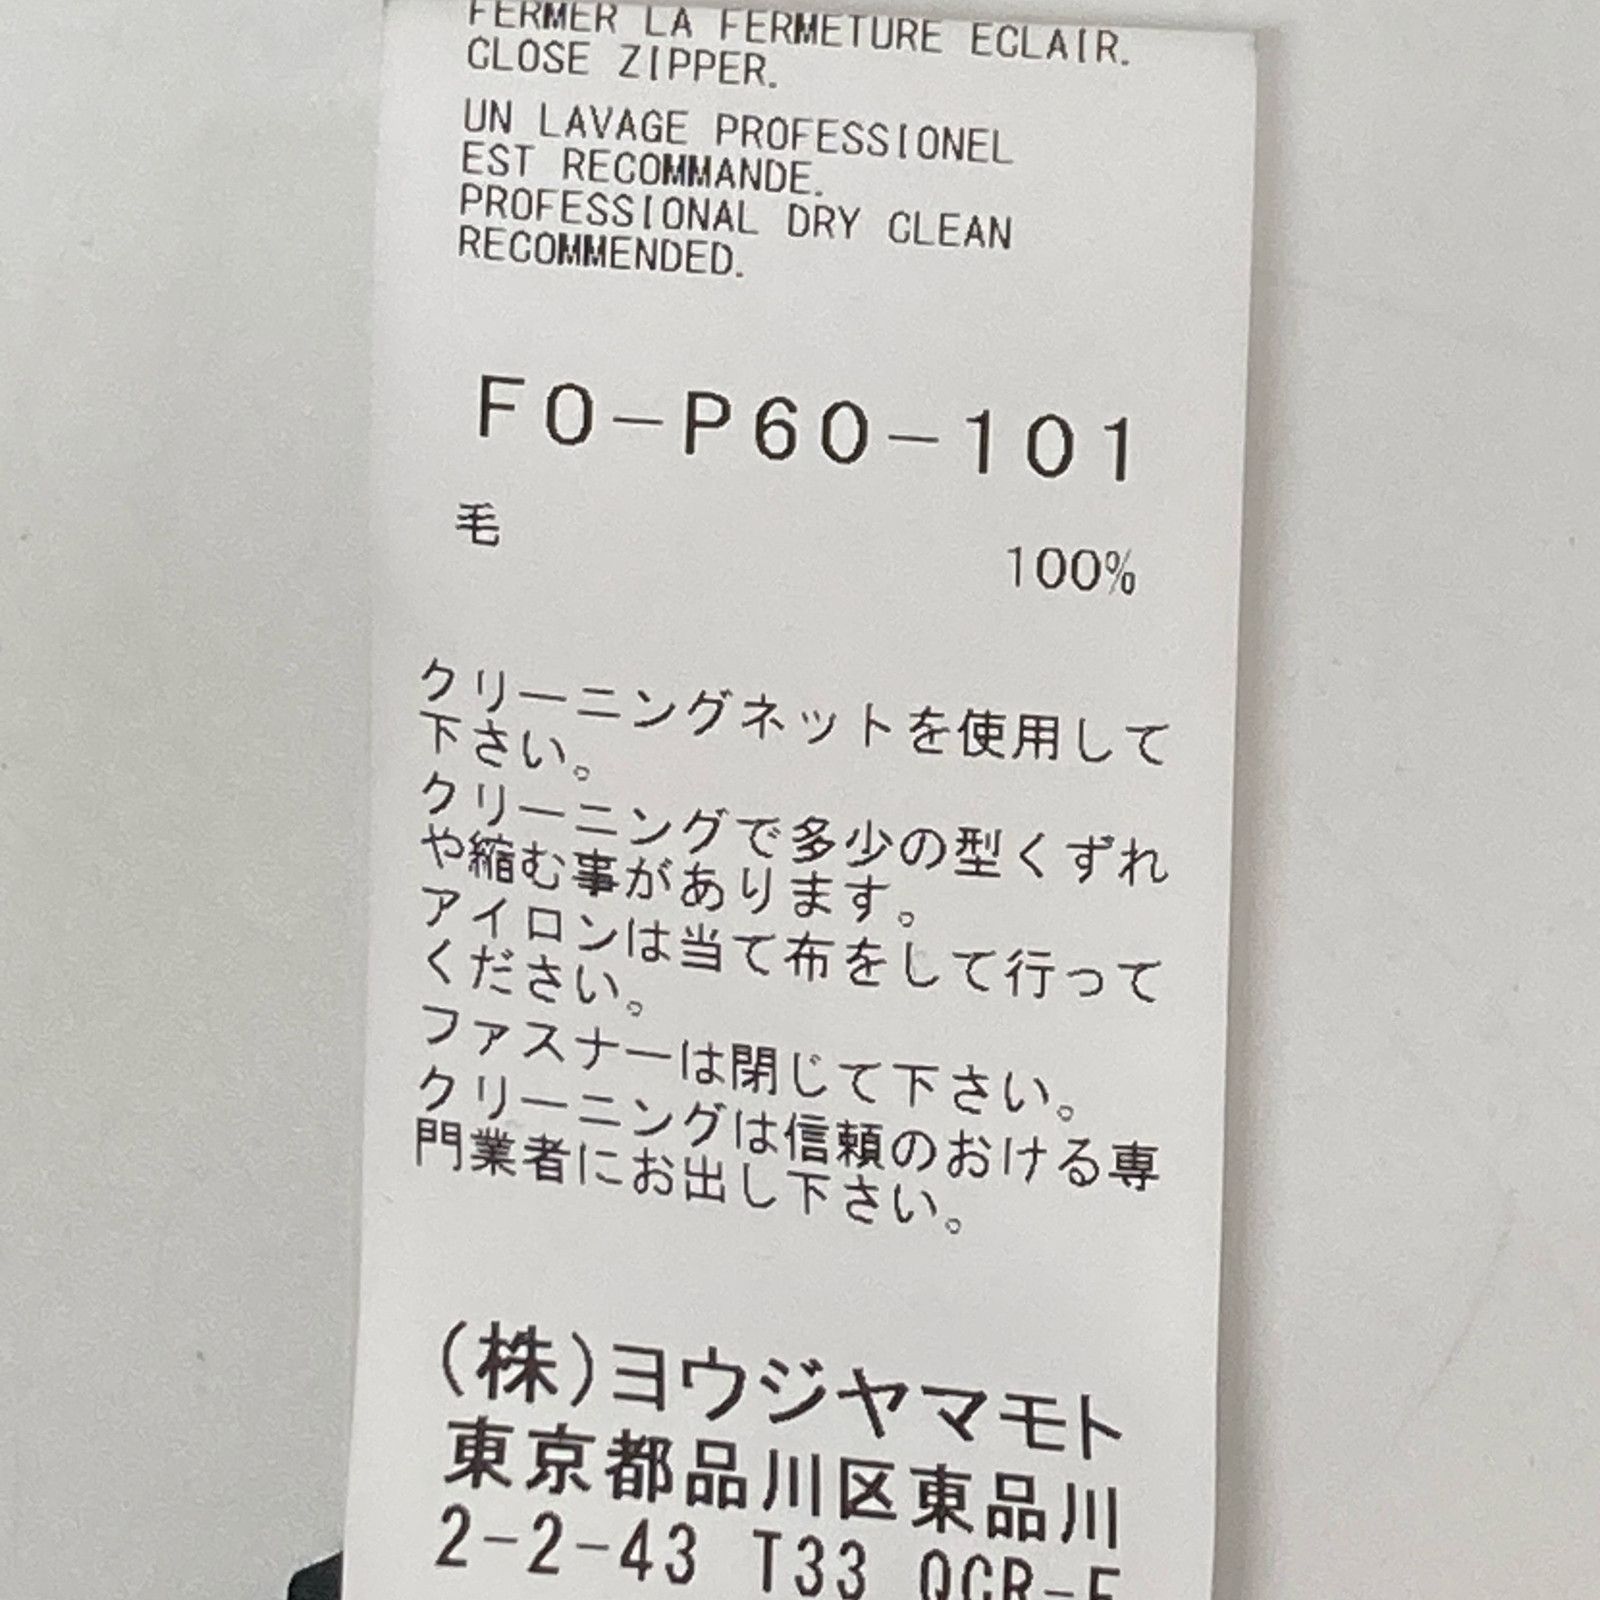 FERMER LA FERMETURE ECLAIR.
CLOSE ZIPPER.
UN LAVAGE PROFESSIONEL
EST RECOMMANDE.
PROFESSIONAL DRY CLEAN
RECOMMENDED.
FO-P60-101
毛 100%
クリーニングネットを使用して
下さい。
クリーニングで多少の型くずれ
や縮む事があります。
アイロンは当て布をして行って
ください。
ファスナーは閉じて下さい。
クリーニングは信頼のおける専
門業者にお出し下さい。
(株)ヨウジヤマモト
東京都品川区東品川
2-2-43 T33